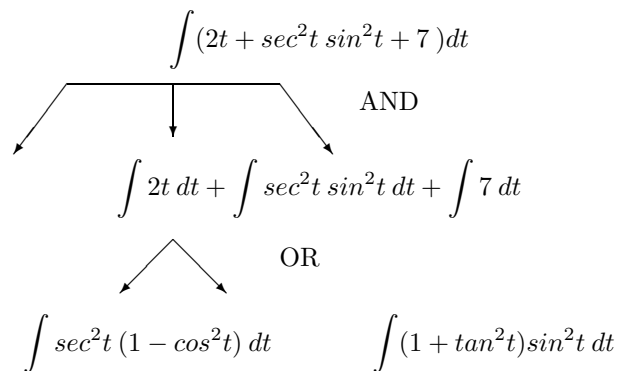 ∫(2t + sec²t sin²t + 7 )dt
AND
∫ 2t dt + ∫ sec²t sin²t dt + ∫ 7 dt
OR
∫ sec²t (1 − cos²t) dt ∫(1 + tan²t)sin²t dt